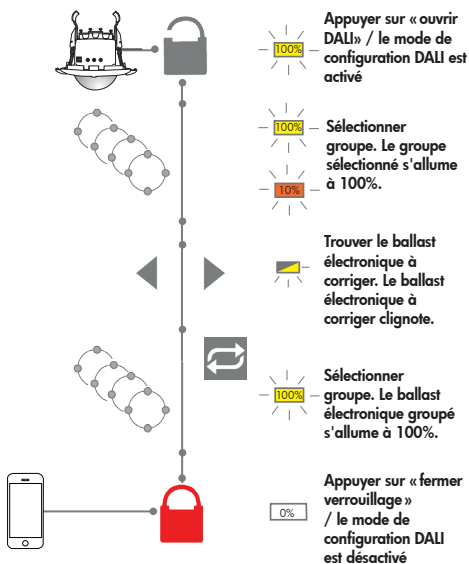 Appuyer sur « ouvrir
DALI» / le mode de
configuration DALI est
activé
100%
100%
Sélectionner
groupe. Le groupe
sélectionné s'allume
à 100%.
10%
Trouver le ballast
électronique à
corriger. Le ballast
électronique à
corriger clignote.
Sélectionner
groupe. Le ballast
électronique groupé
s'allume à 100%.
100%
Appuyer sur « fermer
verrouillage »
/ le mode de
configuration DALI
est désactivé
0%